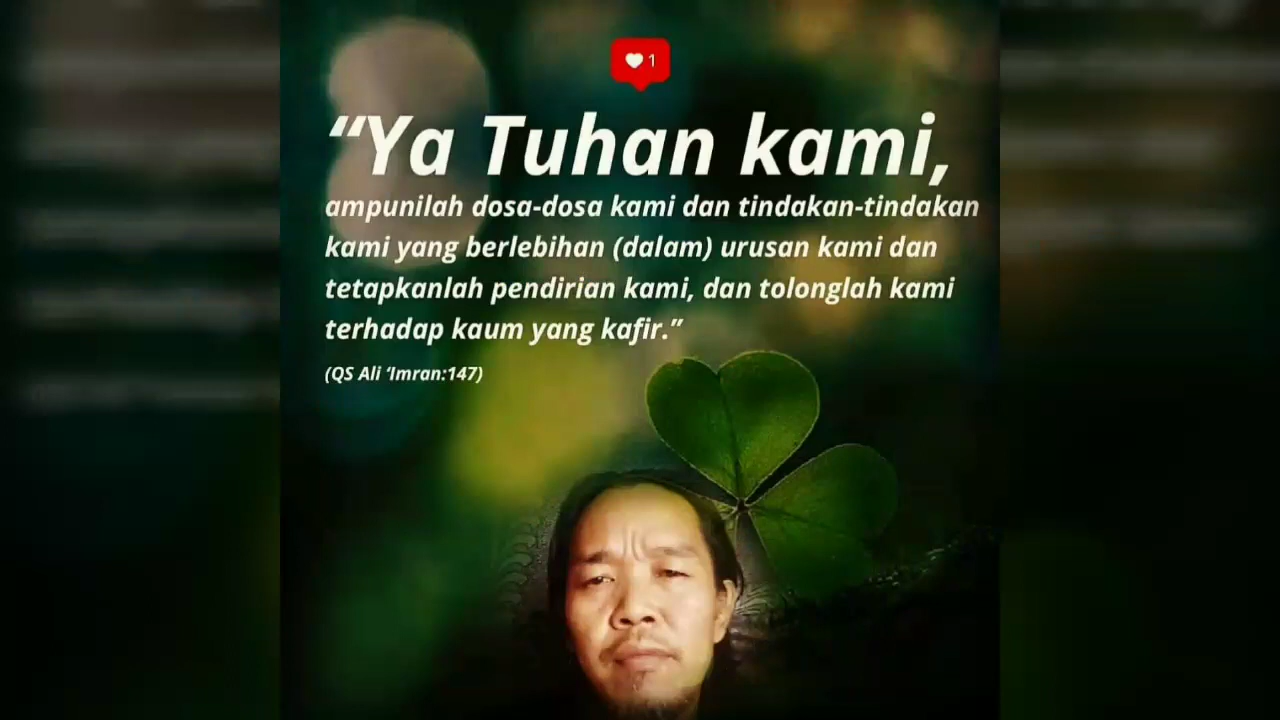 1
“Ya Tuhan kami,
ampunilah dosa-dosa kami dan tindakan-tindakan
kami yang berlebihan (dalam) urusan kami dan
tetapkanlah pendirian kami, dan tolonglah kami
terhadap kaum yang kafir.”
(QS Ali ‘Imran:147)